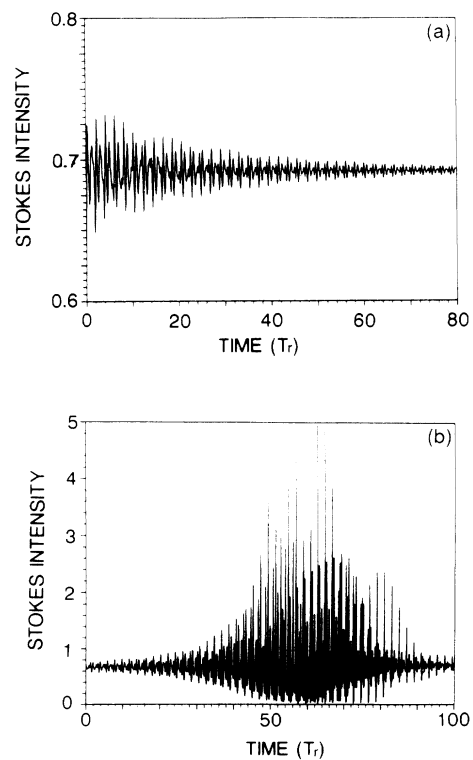 (a)
0.8
0.7
0.6
STOKES INTENSITY
0 20 40 60 80
TIME (Tr)
(b)
5
4
3
2
1
0
STOKES INTENSITY
0 50 100
TIME (Tr)